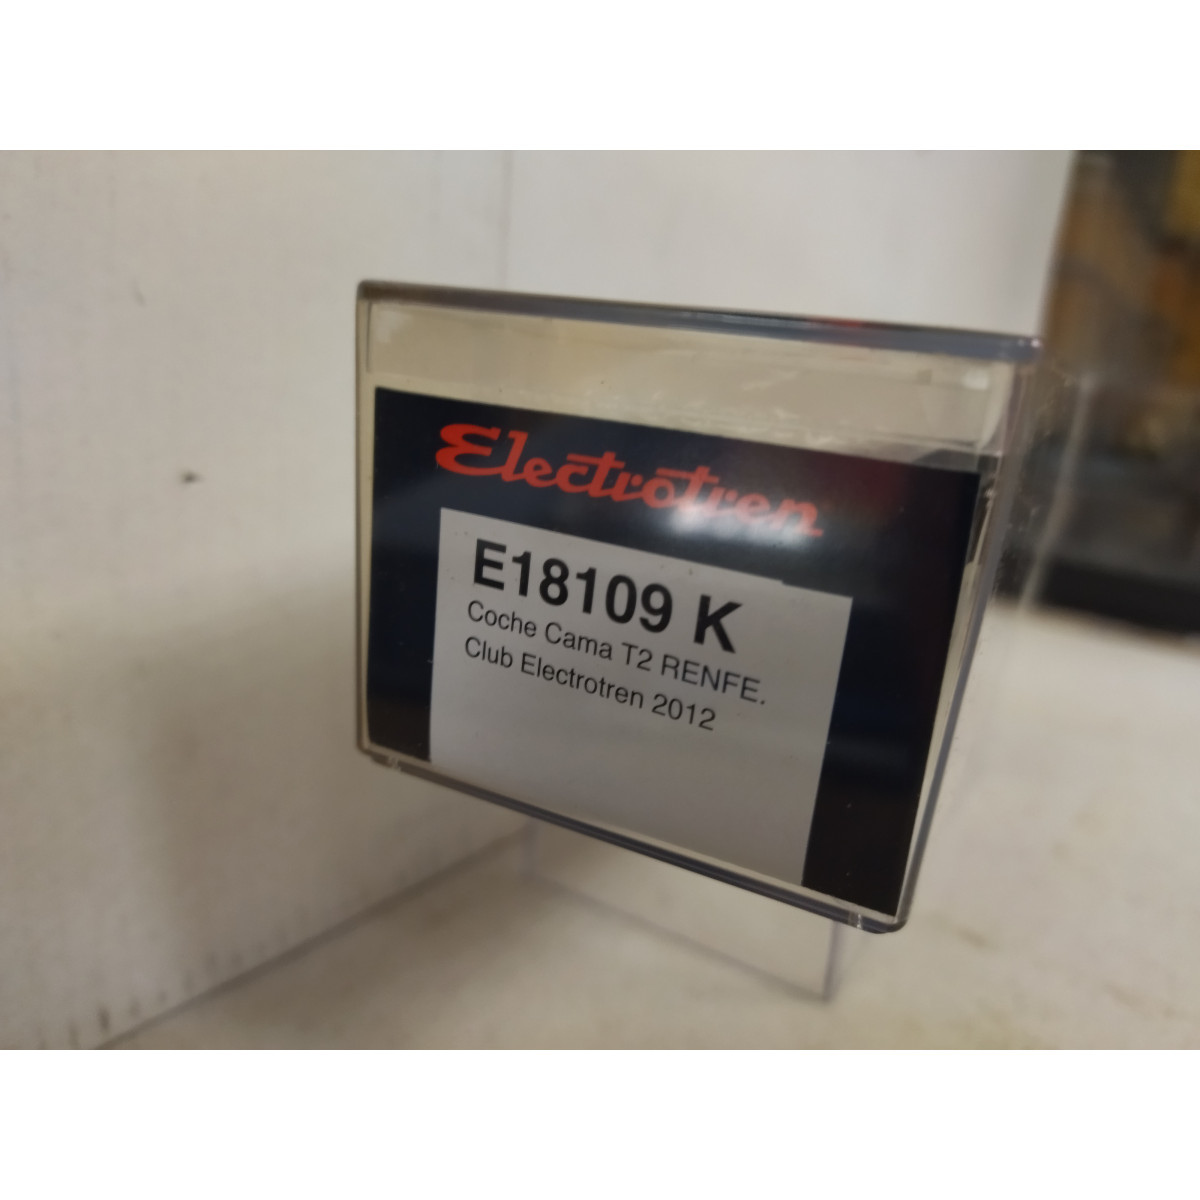 Electrotren
E18109 K
Coche Cama T2 RENFE.
Club Electrotren 2012